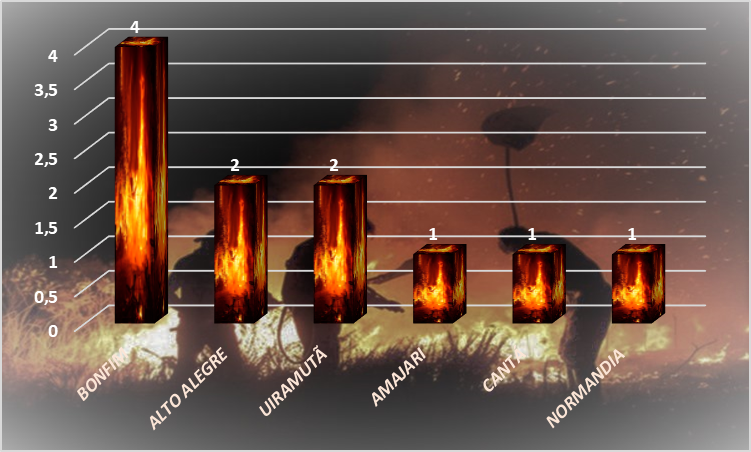 4
4
3,5
3
2,5
2
2
2
1,5
1
1
1
1
0,5
0
BONFIM
ALTO ALEGRE
UIRAMUTÃ
AMAJARI
CANTÁ
NORMANDIA